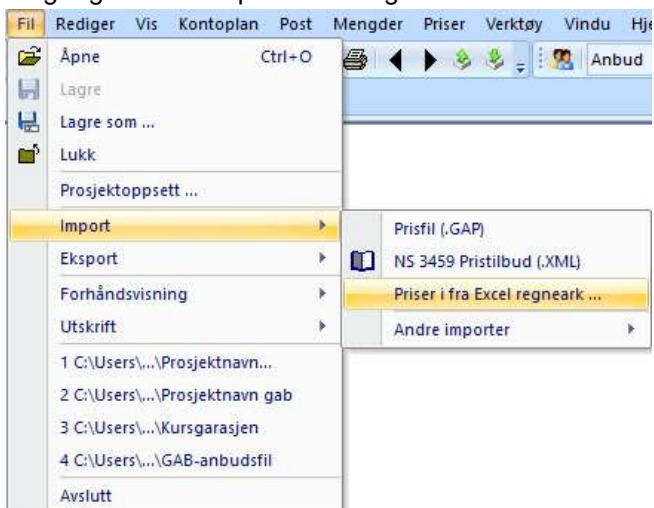 Fil Rediger Vis Kontoplan Post Mengder Priser Verktøy Vindu Hje
Anbud
Åpne Ctrl+O
Lagre
Lagre som ...
Lukk
Prosjektoppsett ...
Import
Eksport
Forhåndsvisning
Utskrift
1 C:\Users\...\Prosjektnavn...
2 C:\Users\...\Prosjektnavn gab
3 C:\Users\...\Kursgarasjen
4 C:\Users\...\GAB-anbudsfil
Avslutt
Prisfil (.GAP)
NS 3459 Pristilbud (.XML)
Priser i fra Excel regneark ...
Andre importer